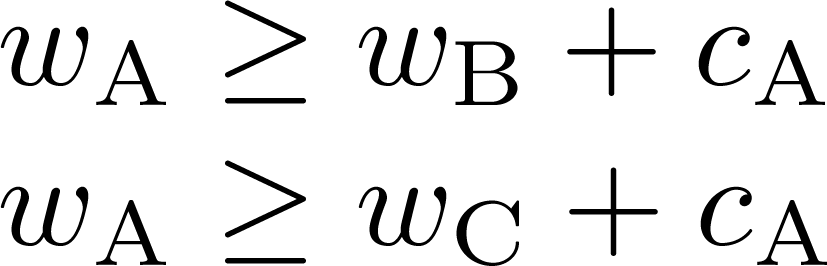 w_A ≥ w_B + c_A
w_A ≥ w_C + c_A